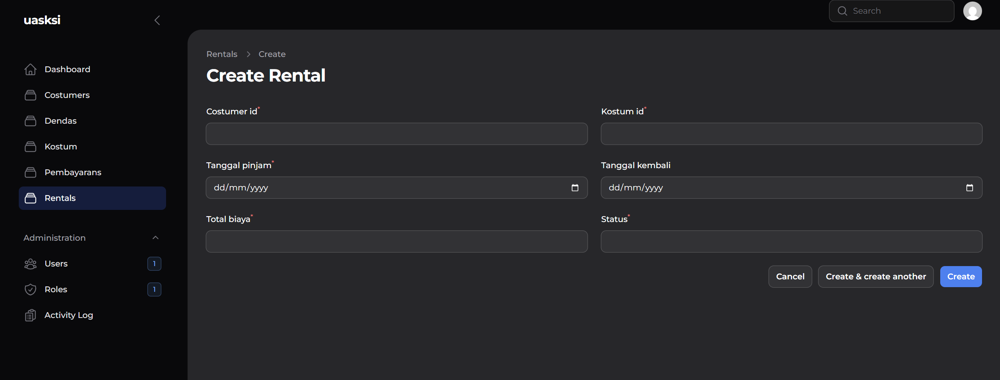 uasksi
Search
Dashboard
Costumers
Dendas
Kostum
Pembayarans
Rentals
Administration
Users 1
Roles 1
Activity Log
Rentals > Create
Create Rental
Costumer id*
Kostum id*
Tanggal pinjam*
dd/mm/yyyy
Tanggal kembali
dd/mm/yyyy
Total biaya*
Status*
Cancel
Create & create another
Create